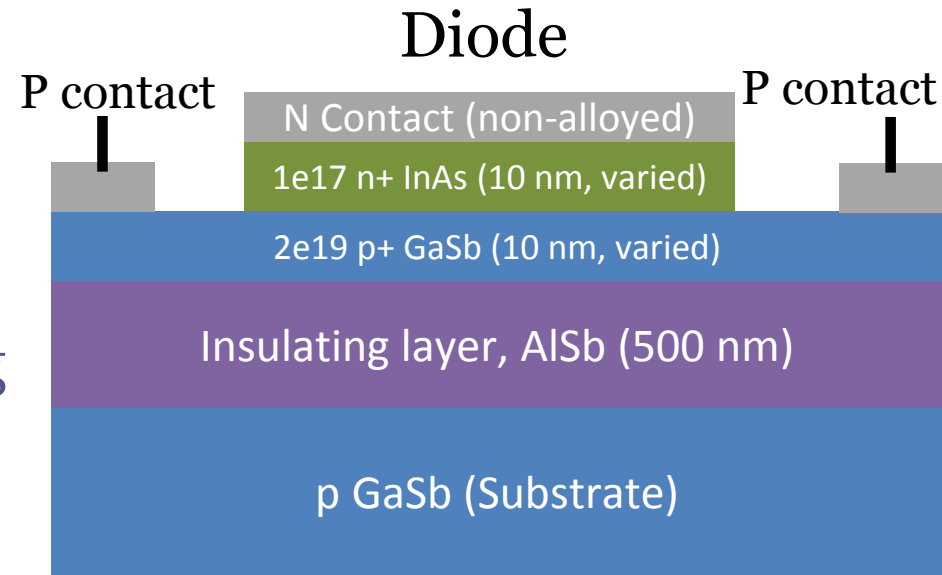 Diode
P contact
P contact
N Contact (non-alloyed)
1e17 n+ InAs (10 nm, varied)
2e19 p+ GaSb (10 nm, varied)
Insulating layer, AlSb (500 nm)
p GaSb (Substrate)